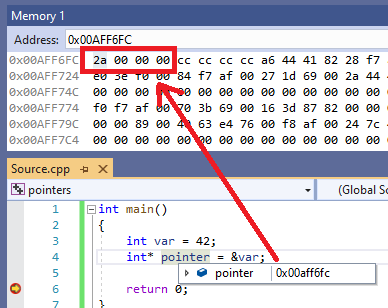 Memory 1
Address: 0x00AFF6FC
0x00AFF6FC 2a 00 00 00 cc cc cc cc a6 44 41 82 28 f7
0x00AFF724 e0 3e f0 00 84 f7 af 00 27 1d 69 00 2a 44
0x00AFF74C 00 00 00 00 00 00 00 00 00 00 00 00 00 00
0x00AFF774 f0 f7 af 00 70 3b 69 00 16 3d 87 82 00 00
0x00AFF79C 00 00 89 00 40 63 e4 76 00 f8 af 00 24 7c
0x00AFF7C4 00 00 00 00 00 00 00 00 00 00 00
Source.cpp
pointers (Global Sc
1 int main()
2 {
3 int var = 42;
4 int* pointer = &var;
5 pointer 0x00aff6fc
6 return 0;
7 }